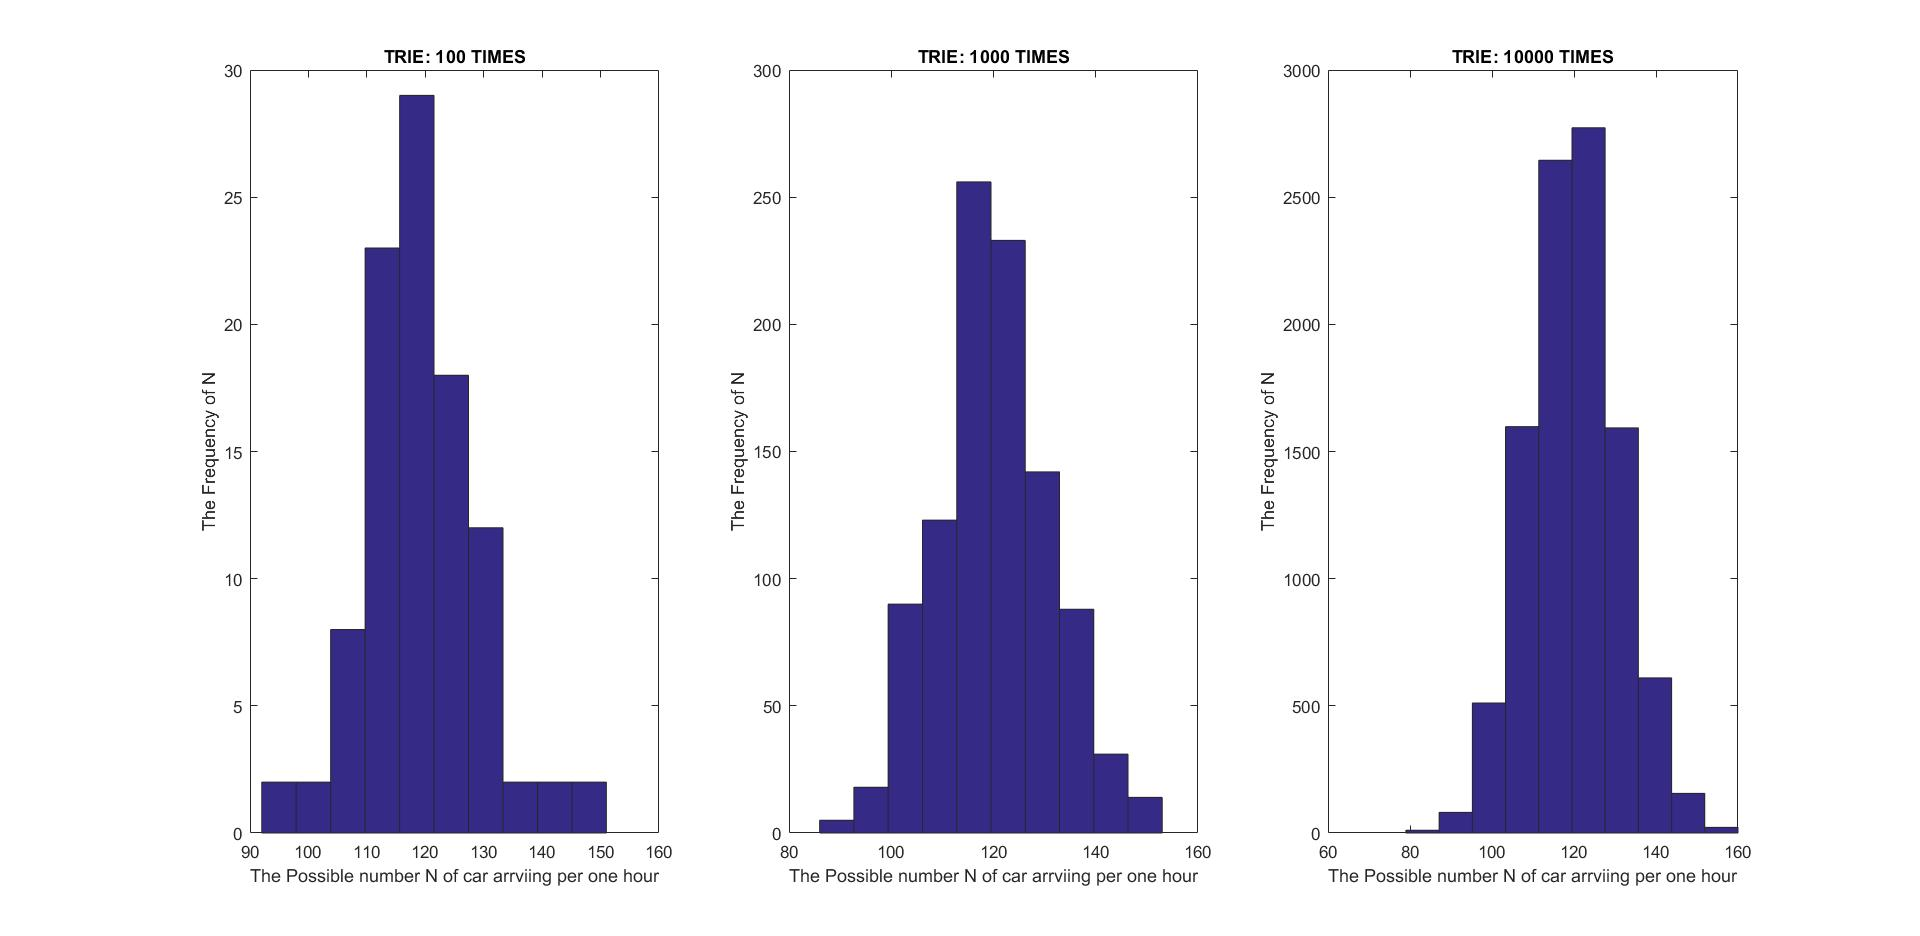 TRIE: 100 TIMES
30
25
20
15
10
5
0
The Frequency of N
90 100 110 120 130 140 150 160
The Possible number N of car arrviing per one hour
TRIE: 1000 TIMES
300
250
200
150
100
50
0
The Frequency of N
80 100 120 140 160
The Possible number N of car arrviing per one hour
TRIE: 10000 TIMES
3000
2500
2000
1500
1000
500
0
The Frequency of N
60 80 100 120 140 160
The Possible number N of car arrviing per one hour